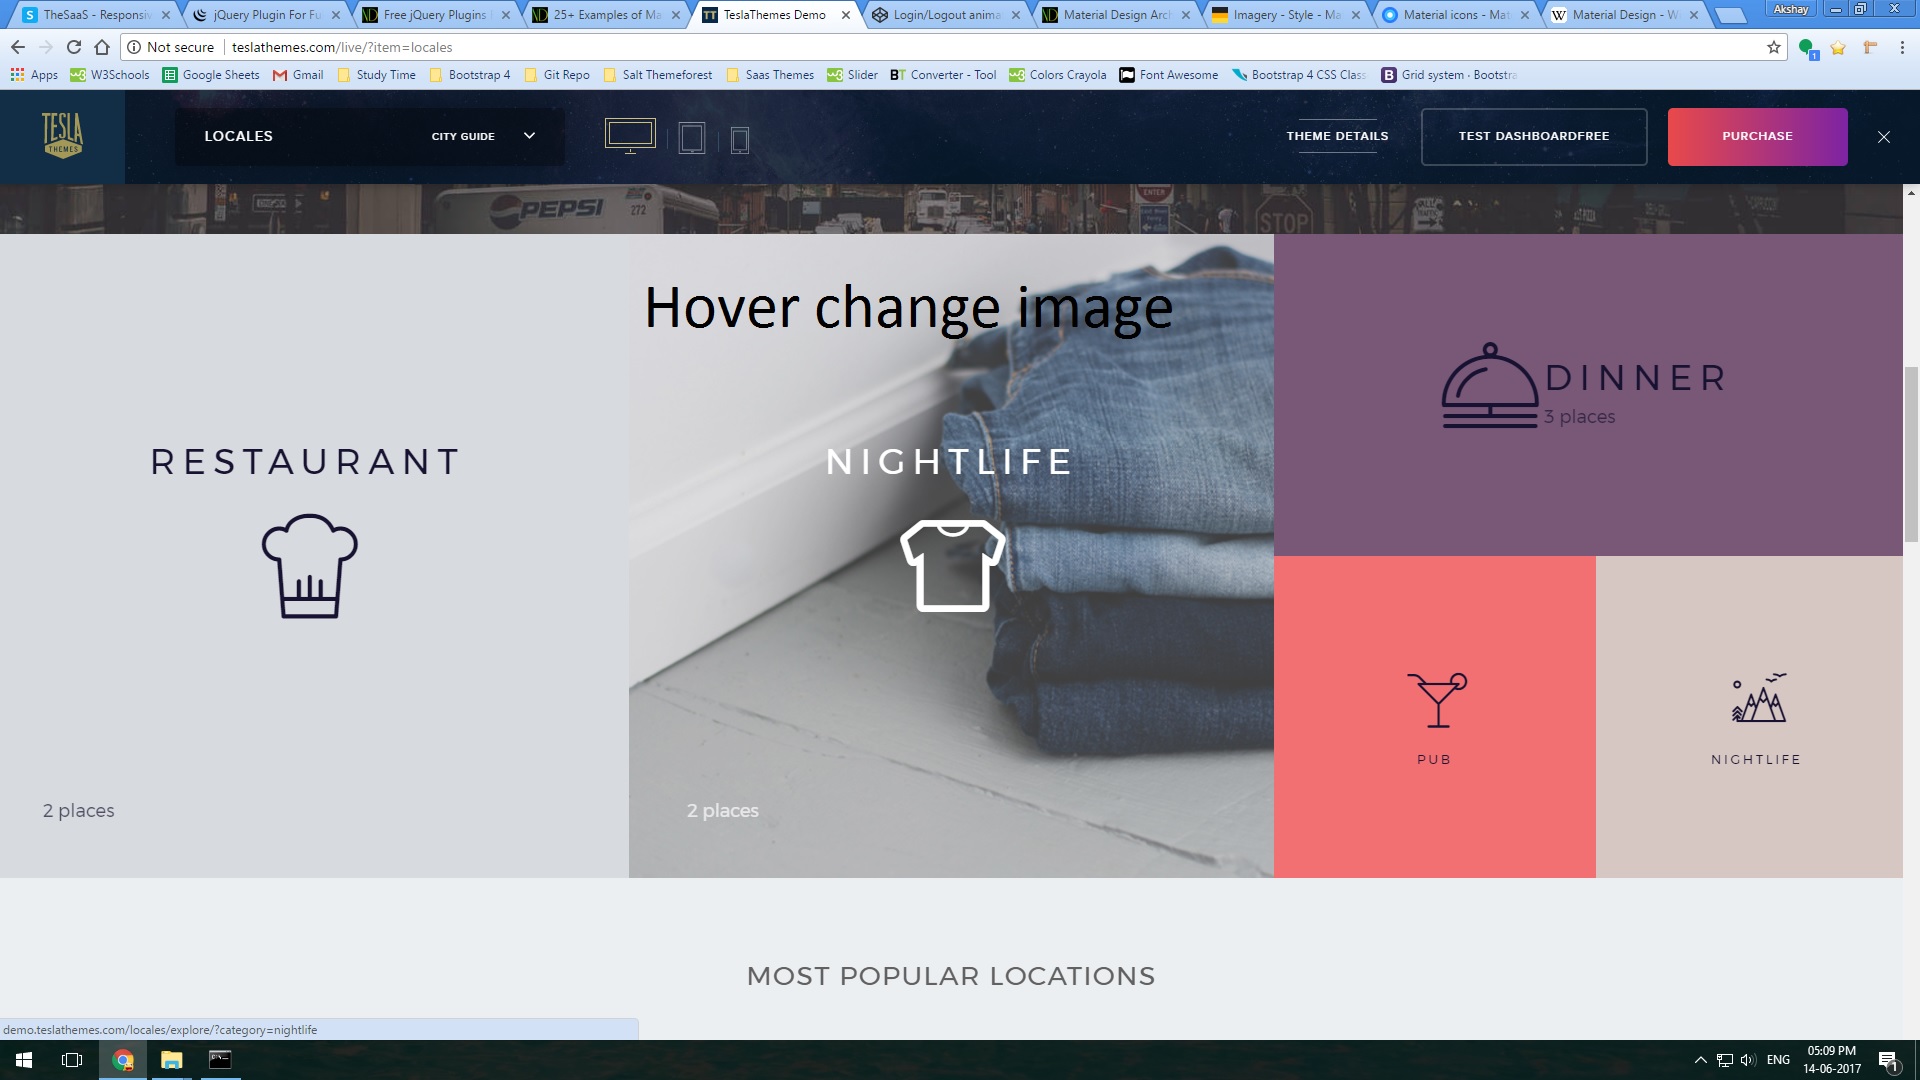 TheSaaS - Responsiv
jQuery Plugin For Fu
Free jQuery Plugins
25+ Examples of Ma
TeslaThemes Demo
Login/Logout anima
Material Design Arc
Imagery - Style - Ma
Material icons - Mat
Material Design - W
Akshay
Not secure
teslathemes.com/live/?item=locales
Apps
W3Schools
Google Sheets
Gmail
Study Time
Bootstrap 4
Git Repo
Salt Themeforest
Saas Themes
Slider
Converter - Tool
Colors Crayola
Font Awesome
Bootstrap 4 CSS Class
Grid system · Bootstra
TESLA
THEMES
LOCALES
CITY GUIDE
THEME DETAILS
TEST DASHBOARDFREE
PURCHASE
PEPSI
272
ENTER
STOP
Hover change image
RESTAURANT
2 places
NIGHTLIFE
2 places
DINNER
3 places
PUB
NIGHTLIFE
MOST POPULAR LOCATIONS
demo.teslathemes.com/locales/explore/?category=nightlife
ENG
05:09 PM
14-06-2017
1